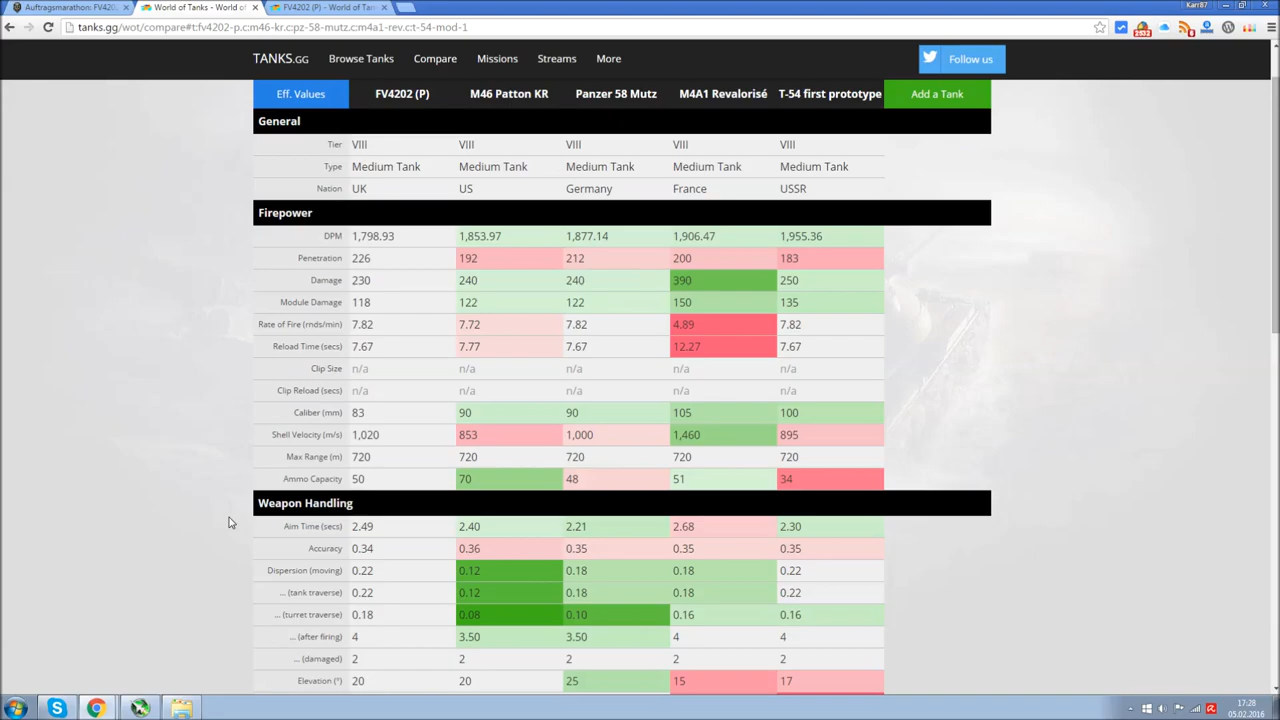 Auftragsmarathon: FV420
World of Tanks - World of
FV4202 (P) - World of Tan
Karr87
tanks.gg/wot/compare#t:fv4202-p.c:m46-kr.c:pz-58-mutz.c:m4a1-rev.c:t-54-mod-1
TANKS.GG Browse Tanks Compare Missions Streams More Follow us
Eff. Values FV4202 (P) M46 Patton KR Panzer 58 Mutz M4A1 Revalorisé T-54 first prototype Add a Tank
General
Tier VIII VIII VIII VIII VIII
Type Medium Tank Medium Tank Medium Tank Medium Tank Medium Tank
Nation UK US Germany France USSR
Firepower
DPM 1,798.93 1,853.97 1,877.14 1,906.47 1,955.36
Penetration 226 192 212 200 183
Damage 230 240 240 390 250
Module Damage 118 122 122 150 135
Rate of Fire (rnds/min) 7.82 7.72 7.82 4.89 7.82
Reload Time (secs) 7.67 7.77 7.67 12.27 7.67
Clip Size n/a n/a n/a n/a n/a
Clip Reload (secs) n/a n/a n/a n/a n/a
Caliber (mm) 83 90 90 105 100
Shell Velocity (m/s) 1,020 853 1,000 1,460 895
Max Range (m) 720 720 720 720 720
Ammo Capacity 50 70 48 51 34
Weapon Handling
Aim Time (secs) 2.49 2.40 2.21 2.68 2.30
Accuracy 0.34 0.36 0.35 0.35 0.35
Dispersion (moving) 0.22 0.12 0.18 0.18 0.22
... (tank traverse) 0.22 0.12 0.18 0.18 0.22
... (turret traverse) 0.18 0.08 0.10 0.16 0.16
... (after firing) 4 3.50 3.50 4 4
... (damaged) 2 2 2 2 2
Elevation (°) 20 20 25 15 17
17:28
05.02.2016